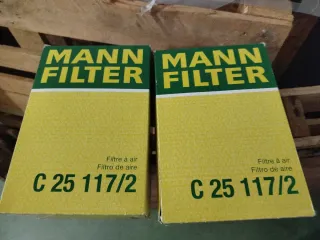 MANN
FILTER
Filtre à air
Filtro de aire
C 25 117/2
MANN
FILTER
Filtre à air
Filtro de aire
C 25 117/2